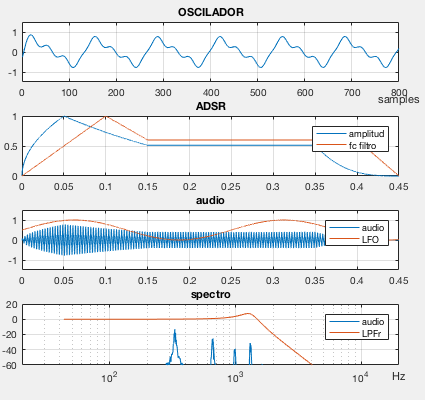 OSCILADOR
1
0
-1
0 100 200 300 400 500 600 700 800
samples
ADSR
1
0.5
0
amplitud
fc filtro
0 0.05 0.1 0.15 0.2 0.25 0.3 0.35 0.4 0.45
audio
1
0
-1
audio
LFO
0 0.05 0.1 0.15 0.2 0.25 0.3 0.35 0.4 0.45
spectro
20
0
-20
-40
-60
audio
LPFr
10² 10³ 10⁴ Hz